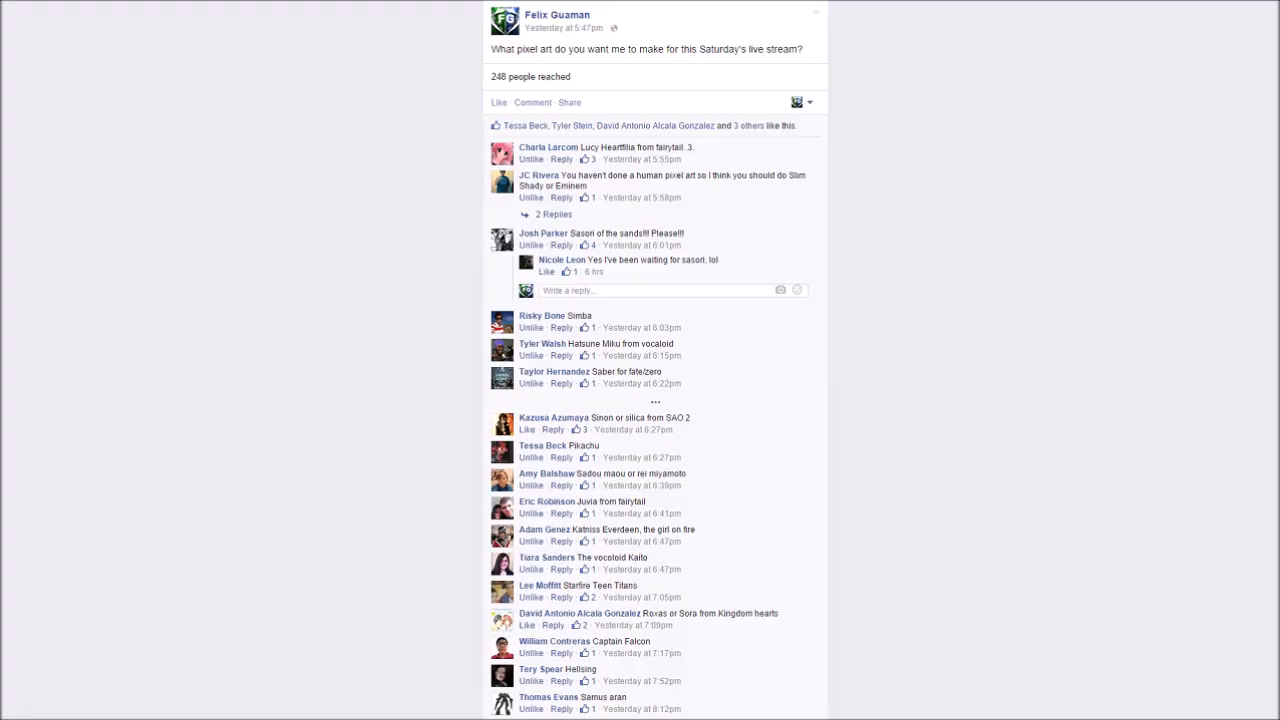 Felix Guaman
Yesterday at 5:47pm
What pixel art do you want me to make for this Saturday's live stream?
248 people reached
Like · Comment · Share
Tessa Beck, Tyler Stein, David Antonio Alcala Gonzalez and 3 others like this.
Charla Larcom Lucy Heartfilia from fairytail .3.
Unlike · Reply · 3 · Yesterday at 5:55pm
JC Rivera You haven't done a human pixel art so I think you should do Slim
Shady or Eminem
Unlike · Reply · 1 · Yesterday at 5:58pm
2 Replies
Josh Parker Sasori of the sands!!! Please!!!
Unlike · Reply · 4 · Yesterday at 6:01pm
Nicole Leon Yes I've been waiting for sasori, lol
Like · 1 · 6 hrs
Write a reply...
Risky Bone Simba
Unlike · Reply · 1 · Yesterday at 6:03pm
Tyler Walsh Hatsune Miku from vocaloid
Unlike · Reply · 1 · Yesterday at 6:15pm
Taylor Hernandez Saber for fate/zero
Unlike · Reply · 1 · Yesterday at 6:22pm
...
Kazusa Azumaya Sinon or silica from SAO 2
Like · Reply · 3 · Yesterday at 6:27pm
Tessa Beck Pikachu
Unlike · Reply · 1 · Yesterday at 6:27pm
Amy Balshaw Sadou maou or rei miyamoto
Unlike · Reply · 1 · Yesterday at 6:39pm
Eric Robinson Juvia from fairytail
Unlike · Reply · 1 · Yesterday at 6:41pm
Adam Genez Katniss Everdeen, the girl on fire
Unlike · Reply · 1 · Yesterday at 6:47pm
Tiara Sanders The vocoloid Kaito
Unlike · Reply · 1 · Yesterday at 6:47pm
Lee Moffitt Starfire Teen Titans
Unlike · Reply · 2 · Yesterday at 7:05pm
David Antonio Alcala Gonzalez Roxas or Sora from Kingdom hearts
Like · Reply · 2 · Yesterday at 7:09pm
William Contreras Captain Falcon
Unlike · Reply · 1 · Yesterday at 7:17pm
Tery Spear Hellsing
Unlike · Reply · 1 · Yesterday at 7:52pm
Thomas Evans Samus aran
Unlike · Reply · 1 · Yesterday at 8:12pm